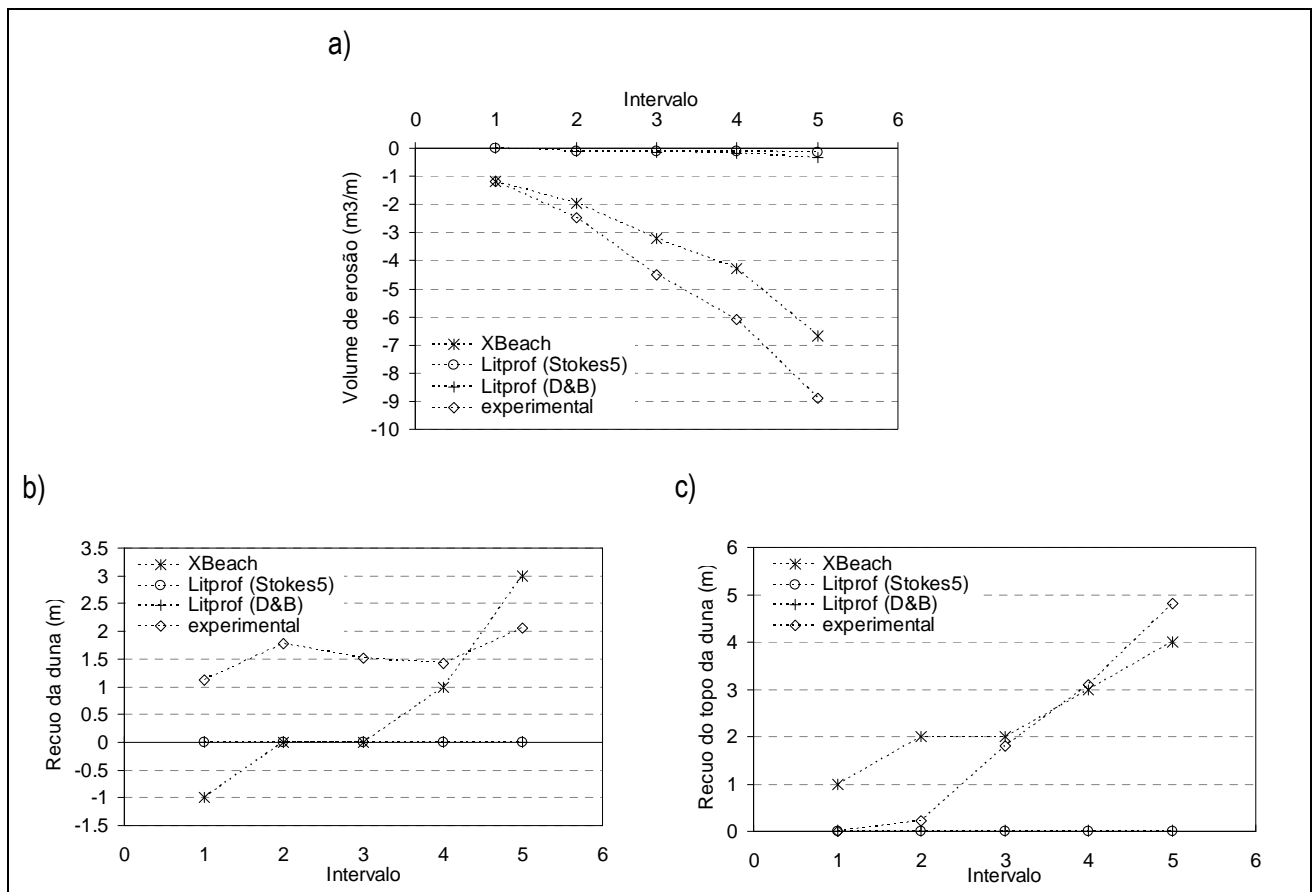 a)
Intervalo
0 1 2 3 4 5 6
0
-1
-2
-3
-4
-5
-6
-7
-8
-9
-10
Volume de erosão (m3/m)
XBeach
Litprof (Stokes5)
Litprof (D&B)
experimental
b)
3.5
3
2.5
2
1.5
1
0.5
0
-0.5
-1
-1.5
Recuo da duna (m)
XBeach
Litprof (Stokes5)
Litprof (D&B)
experimental
0 1 2 3 4 5 6
Intervalo
c)
6
5
4
3
2
1
0
Recuo do topo da duna (m)
XBeach
Litprof (Stokes5)
Litprof (D&B)
experimental
0 1 2 3 4 5 6
Intervalo